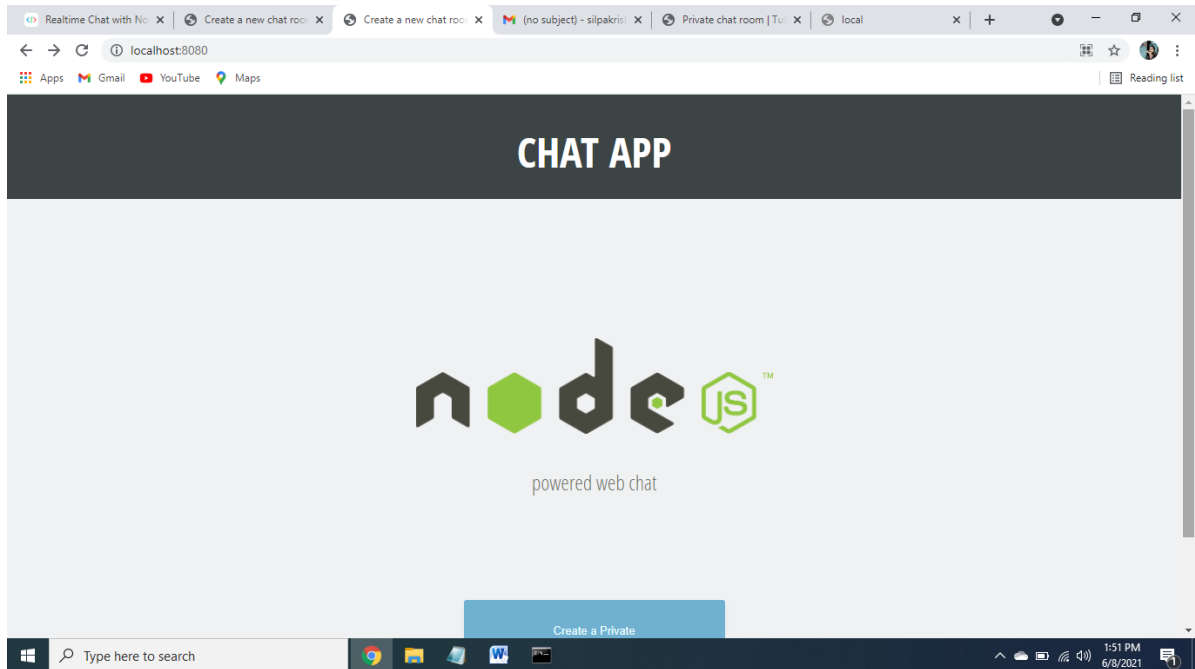 Realtime Chat with No
Create a new chat roo
Create a new chat roo
(no subject) - silpakris
Private chat room | Tu
local
localhost:8080
Apps
Gmail
YouTube
Maps
Reading list
CHAT APP
node JS ™
powered web chat
Create a Private
Type here to search
1:51 PM
6/8/2021